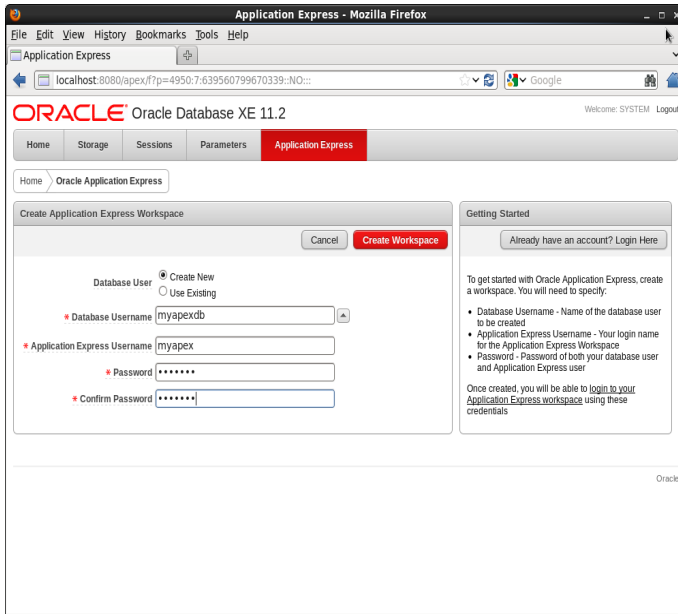 Application Express - Mozilla Firefox
File Edit View History Bookmarks Tools Help
Application Express
localhost:8080/apex/f?p=4950:7:639560799670339::NO:::
Google
ORACLE Oracle Database XE 11.2
Welcome: SYSTEM Logout
Home Storage Sessions Parameters Application Express
Home Oracle Application Express
Create Application Express Workspace
Cancel Create Workspace
Database User
Create New
Use Existing
* Database Username myapexdb
* Application Express Username myapex
* Password •••••••
* Confirm Password •••••••
Getting Started
Already have an account? Login Here
To get started with Oracle Application Express, create
a workspace. You will need to specify:
• Database Username - Name of the database user
to be created
• Application Express Username - Your login name
for the Application Express Workspace
• Password - Password of both your database user
and Application Express user
Once created, you will be able to login to your
Application Express workspace using these
credentials
Oracle